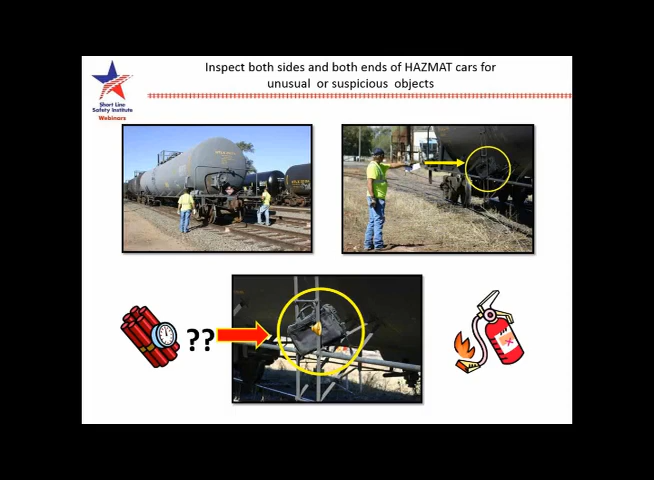 Inspect both sides and both ends of HAZMAT cars for
unusual or suspicious objects
Short Line
Safety Institute
Webinars
??